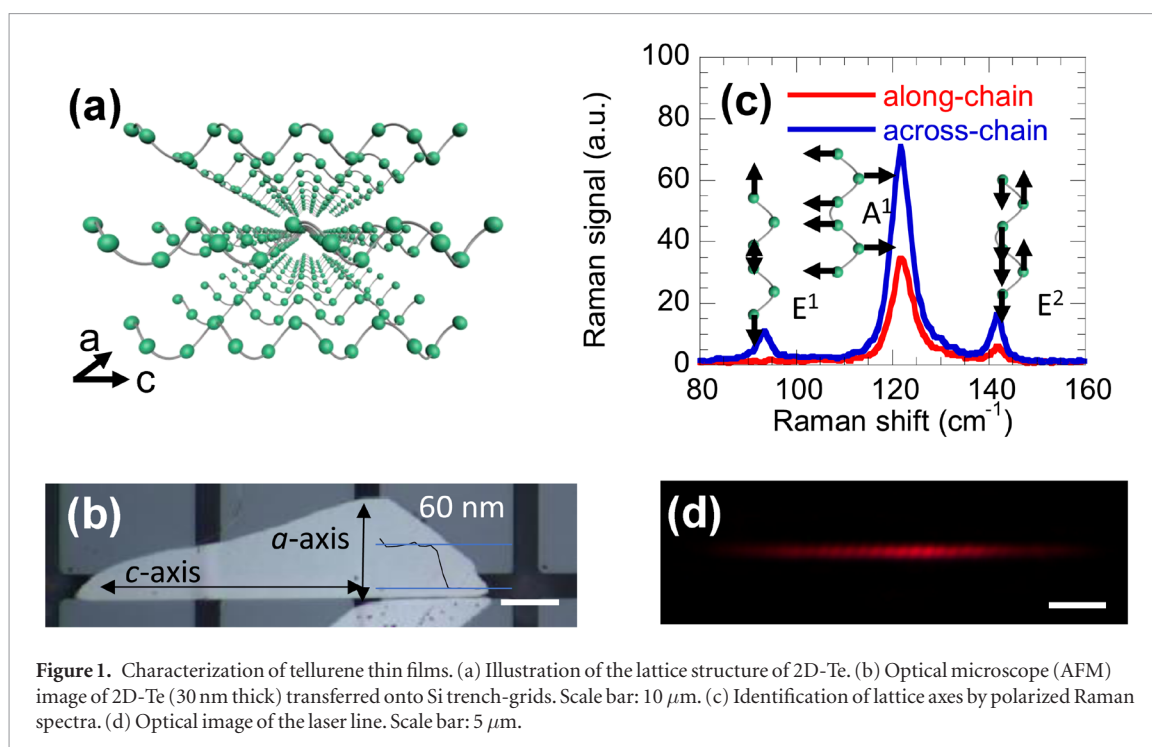 (a)
a
c
(c)
along-chain
across-chain
100
80
60
40
20
0
Raman signal (a.u.)
A¹
E¹
E²
80
100
120
140
160
Raman shift (cm⁻¹)
(b)
60 nm
a-axis
c-axis
(d)
Figure 1. Characterization of tellurene thin films. (a) Illustration of the lattice structure of 2D-Te. (b) Optical microscope (AFM)
image of 2D-Te (30 nm thick) transferred onto Si trench-grids. Scale bar: 10 μm. (c) Identification of lattice axes by polarized Raman
spectra. (d) Optical image of the laser line. Scale bar: 5 μm.